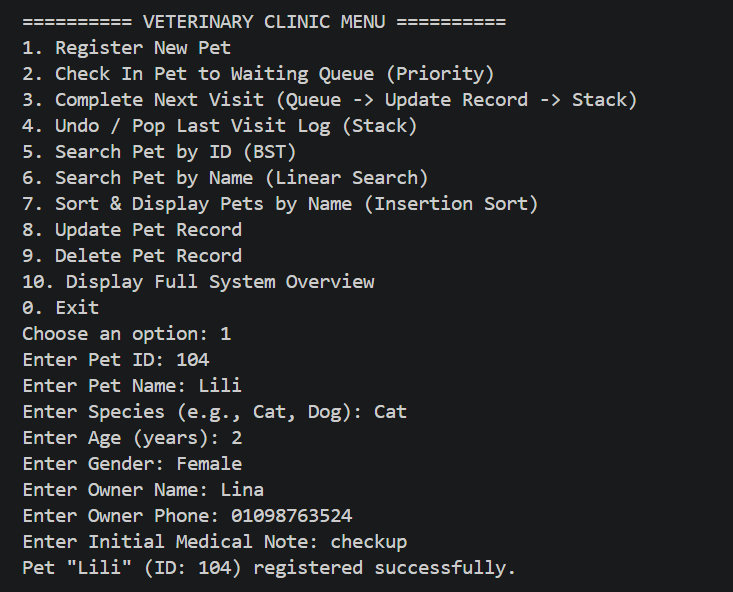 ========== VETERINARY CLINIC MENU ==========
1. Register New Pet
2. Check In Pet to Waiting Queue (Priority)
3. Complete Next Visit (Queue -> Update Record -> Stack)
4. Undo / Pop Last Visit Log (Stack)
5. Search Pet by ID (BST)
6. Search Pet by Name (Linear Search)
7. Sort & Display Pets by Name (Insertion Sort)
8. Update Pet Record
9. Delete Pet Record
10. Display Full System Overview
0. Exit
Choose an option: 1
Enter Pet ID: 104
Enter Pet Name: Lili
Enter Species (e.g., Cat, Dog): Cat
Enter Age (years): 2
Enter Gender: Female
Enter Owner Name: Lina
Enter Owner Phone: 01098763524
Enter Initial Medical Note: checkup
Pet "Lili" (ID: 104) registered successfully.